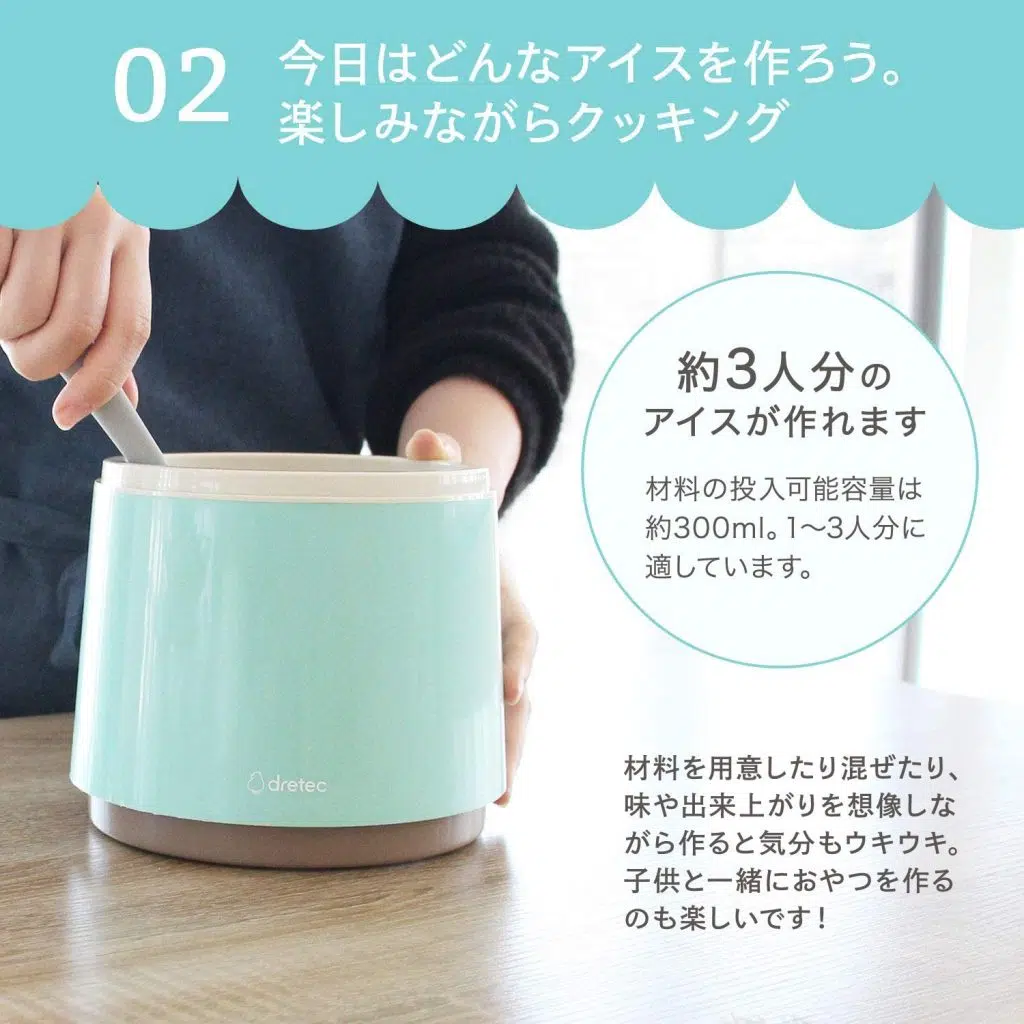 02
今日はどんなアイスを作ろう。
楽しみながらクッキング
約3人分の
アイスが作れます
材料の投入可能容量は
約300ml。1〜3人分に
適しています。
dretec
材料を用意したり混ぜたり、
味や出来上がりを想像しな
がら作ると気分もウキウキ。
子供と一緒におやつを作る
のも楽しいです！